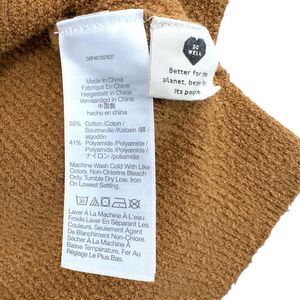 Made In China
Fabriqué En Chine
Hergestellt In China
Vervaardigd In China
中国製
hecho en china
59% Cotton /Colon /
Baumwolle /Katoen /綿
algodón
41% Polyamide /Polyamide /
Polyamid /Polyamide /
ナイロン /poliamida
Machine Wash Cold With Like
Colors. Non-Chlorine Bleach
Only. Tumble Dry Low. Iron
On Lowest Setting.
Laver À La Machine À L'eau
Froide.Laver En Séparant Les
Couleurs. Seulement Agent
De Blanchiment Non-Chlore.
Sécher À Basse Temp. Fer Au
Réglage Le Plus Bas.
DO
WELL
Better for the
planet, better for
its people